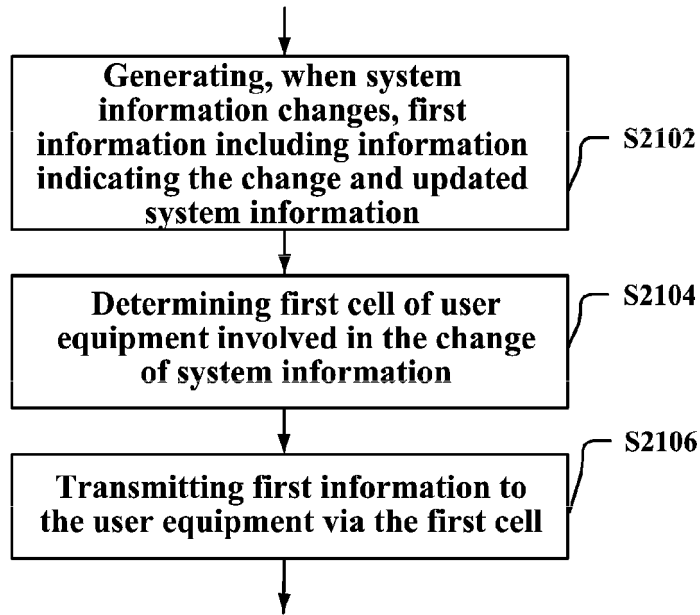 Generating, when system
information changes, first
information including information
indicating the change and updated
system information
S2102
Determining first cell of user
equipment involved in the change
of system information
S2104
Transmitting first information to
the user equipment via the first cell
S2106